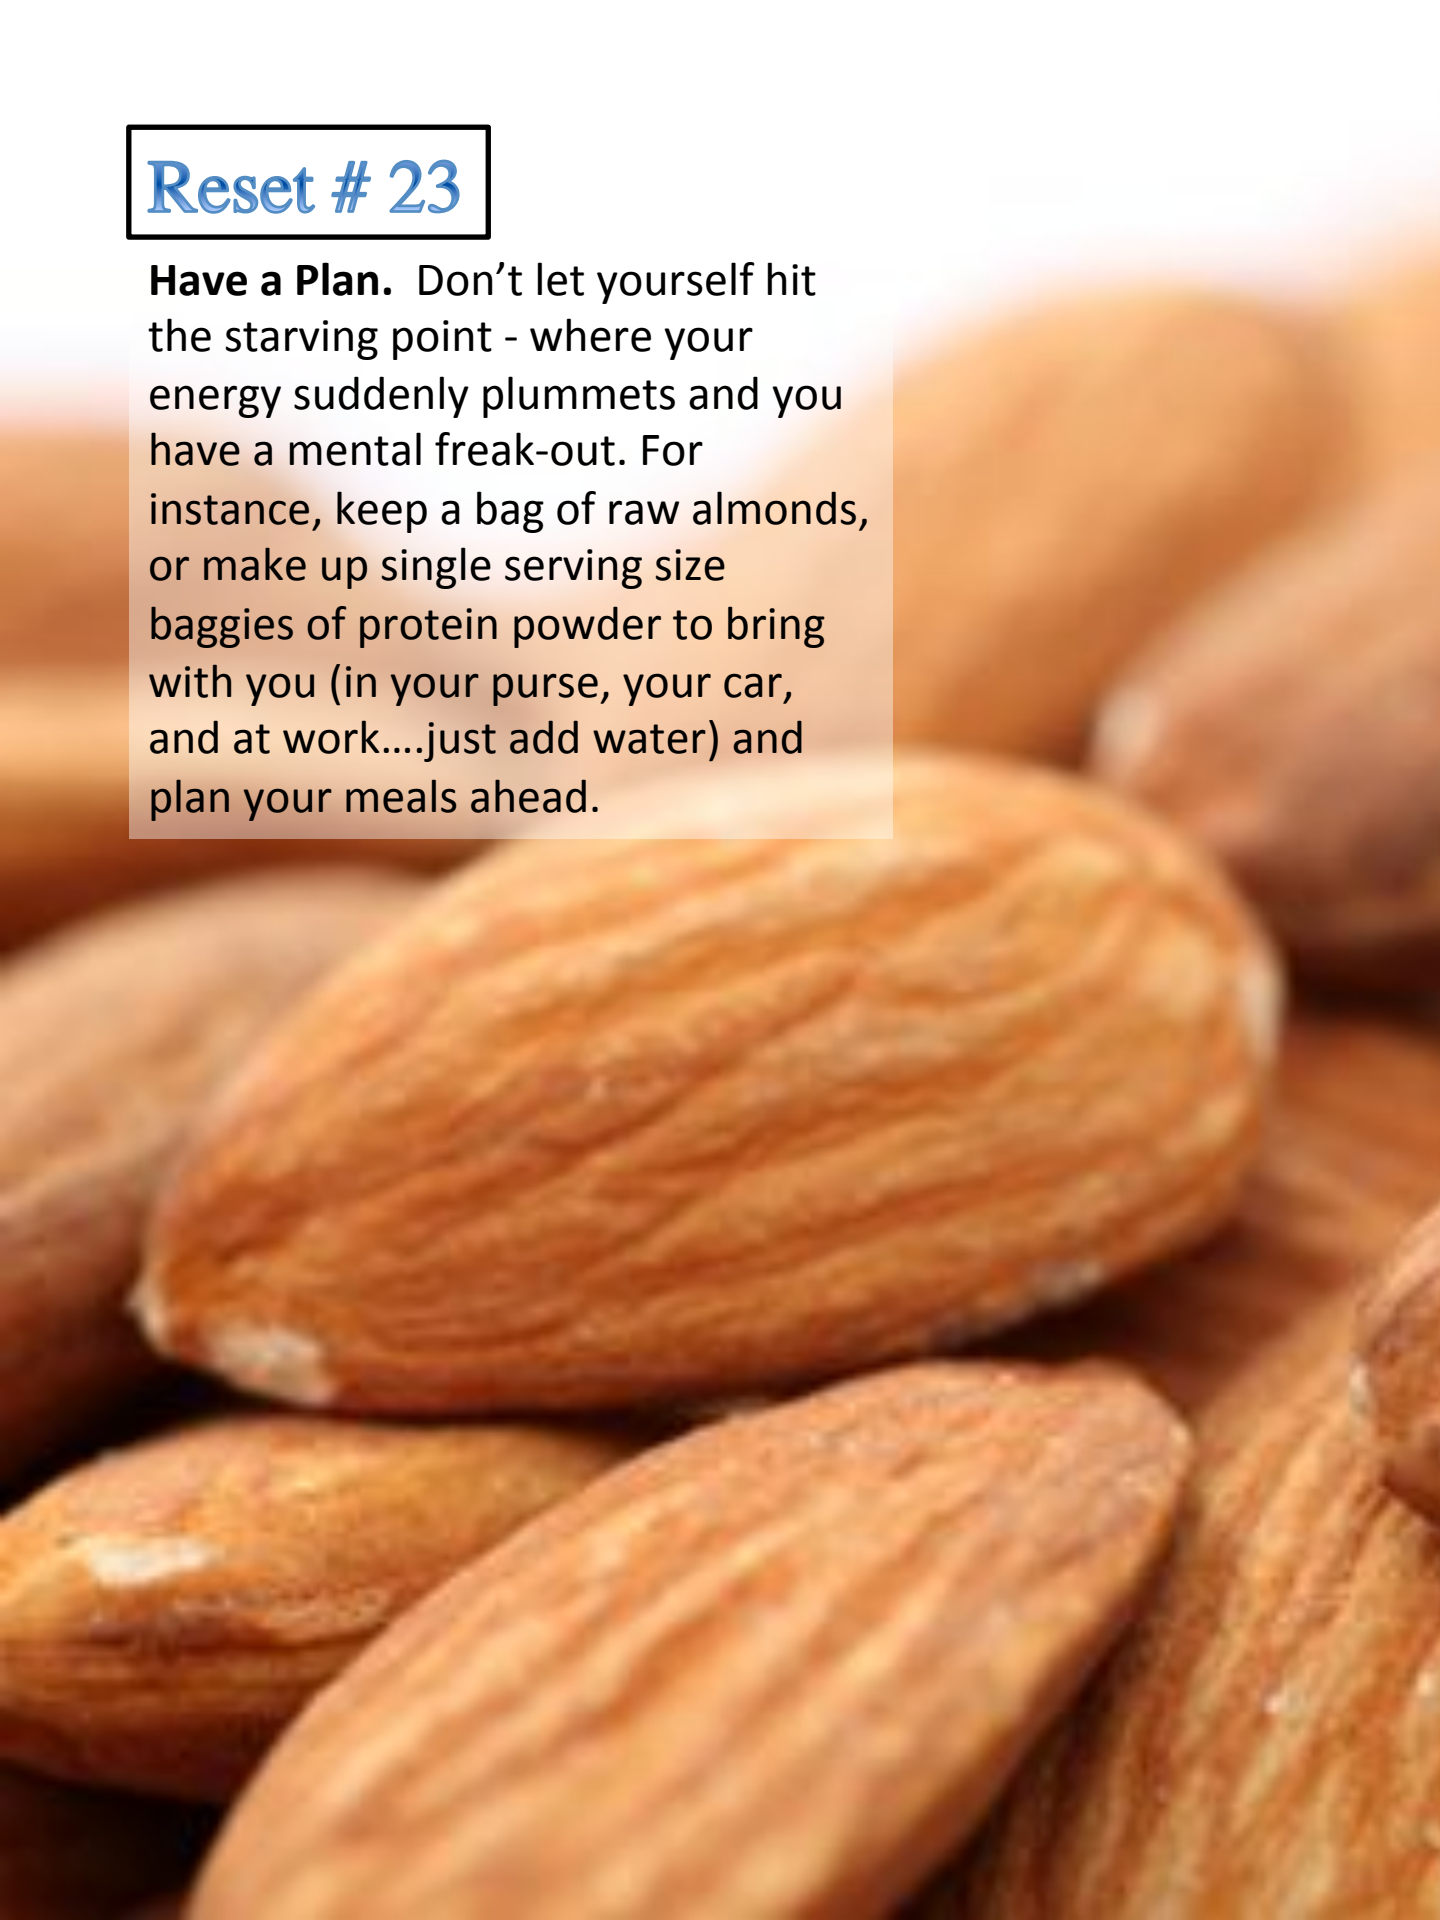 Reset # 23
Have a Plan.  Don’t let yourself hit
the starving point - where your
energy suddenly plummets and you
have a mental freak-out. For
instance, keep a bag of raw almonds,
or make up single serving size
baggies of protein powder to bring
with you (in your purse, your car,
and at work….just add water) and
plan your meals ahead.